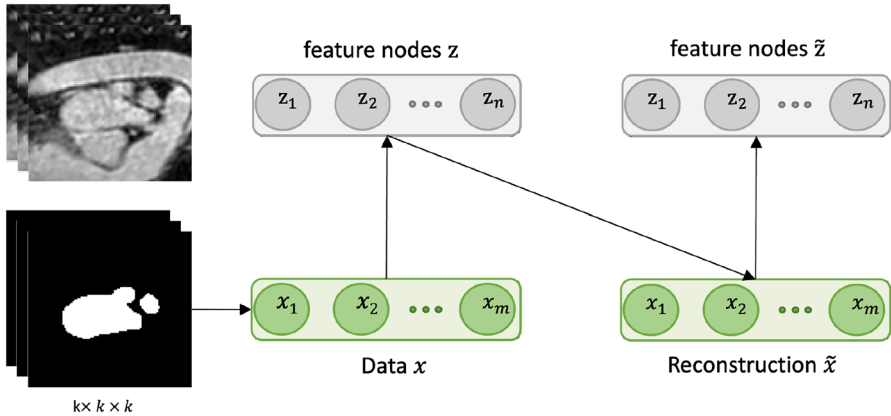 feature nodes z
feature nodes z̃
z₁ z₂ zₙ
z₁ z₂ zₙ
x₁ x₂ xₘ
x₁ x₂ xₘ
Data x
Reconstruction x̃
k× k × k